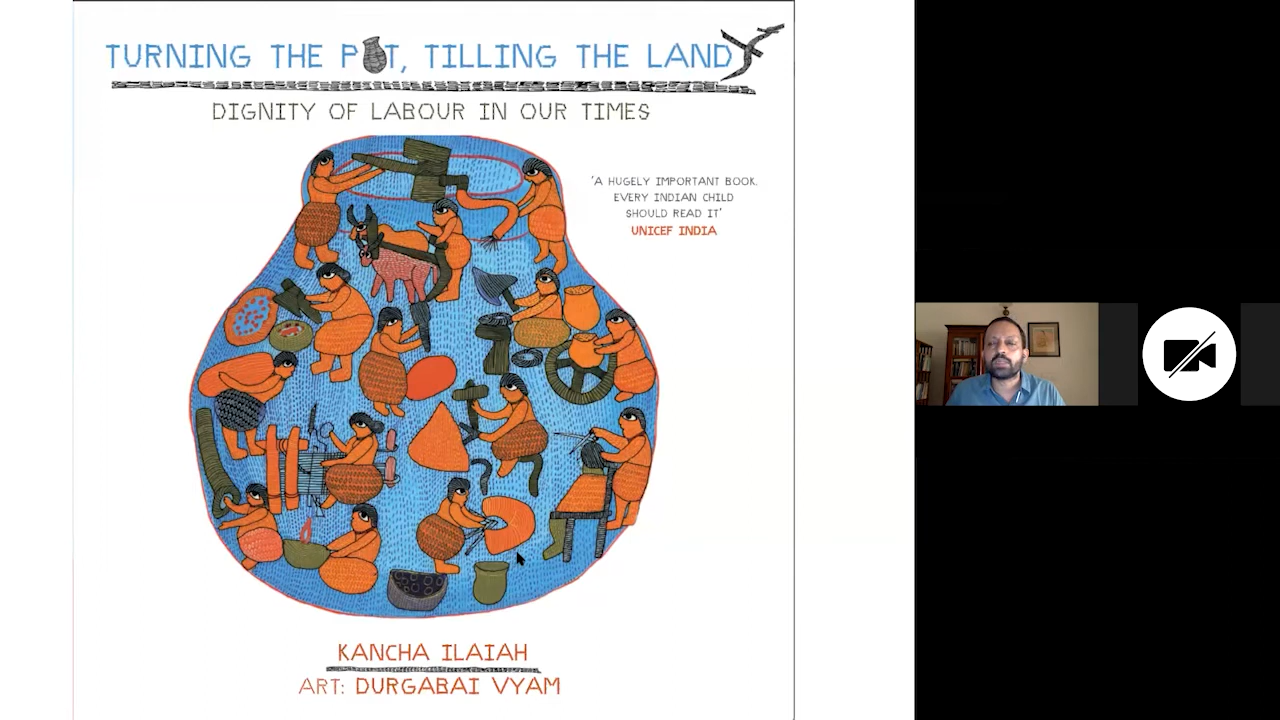 TURNING THE POT, TILLING THE LAND
DIGNITY OF LABOUR IN OUR TIMES
'A HUGELY IMPORTANT BOOK.
EVERY INDIAN CHILD
SHOULD READ IT'
UNICEF INDIA
KANCHA ILAIAH
ART: DURGABAI VYAM